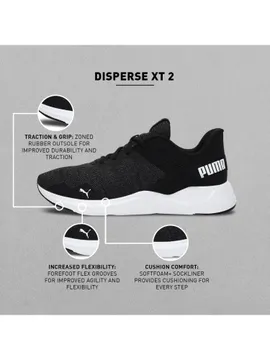 DISPERSE XT 2
TRACTION & GRIP: ZONED
RUBBER OUTSOLE FOR
IMPROVED DURABILITY AND
TRACTION
PUMA
INCREASED FLEXIBILITY:
FOREFOOT FLEX GROOVES
FOR IMPROVED AGILITY AND
FLEXIBILITY
CUSHION COMFORT:
SOFTFOAM+ SOCKLINER
PROVIDES CUSHIONING FOR
EVERY STEP